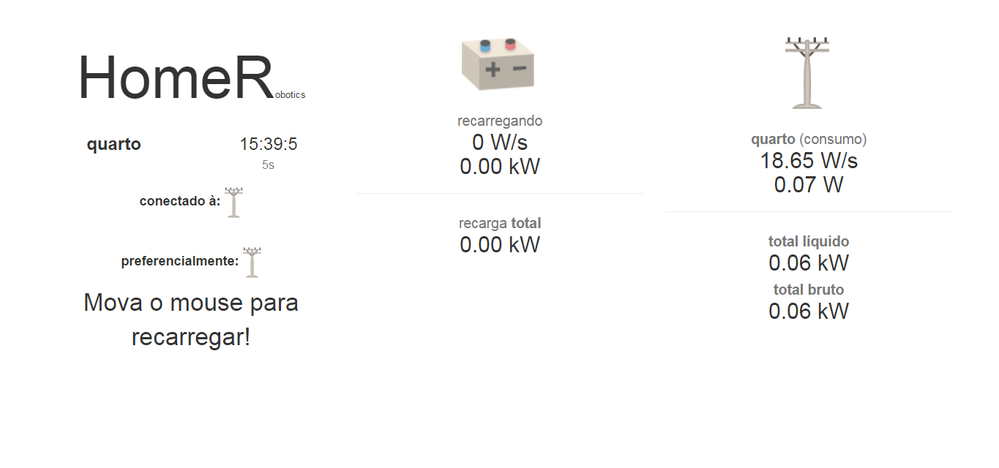 HomeRobotics
quarto
15:39:5
5s
conectado à:
preferencialmente:
Mova o mouse para
recarregar!
recarregando
0 W/s
0.00 kW
recarga total
0.00 kW
quarto (consumo)
18.65 W/s
0.07 W
total líquido
0.06 kW
total bruto
0.06 kW